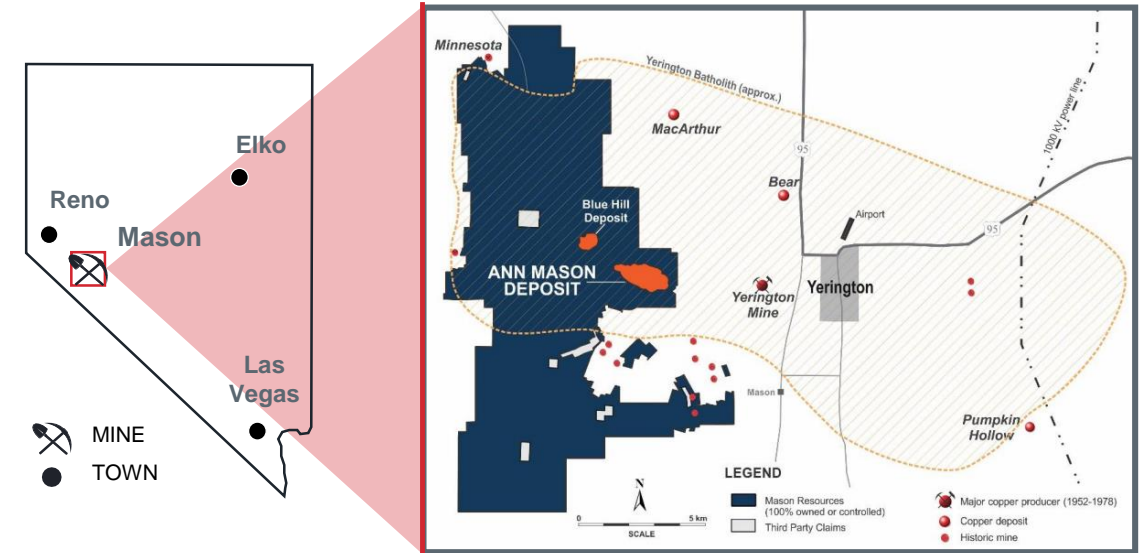 Elko
Reno
Mason
Las
Vegas
MINE
TOWN
Minnesota
Yerington Batholith (approx.)
1000 kV power line
MacArthur
95
Bear
Blue Hill
Deposit
Airport
95
ANN MASON
DEPOSIT
Yerington
Mine
Yerington
Mason
Pumpkin
Hollow
LEGEND
Mason Resources
(100% owned or controlled)
Third Party Claims
N
0 5 km
SCALE
Major copper producer (1952-1978)
Copper deposit
Historic mine